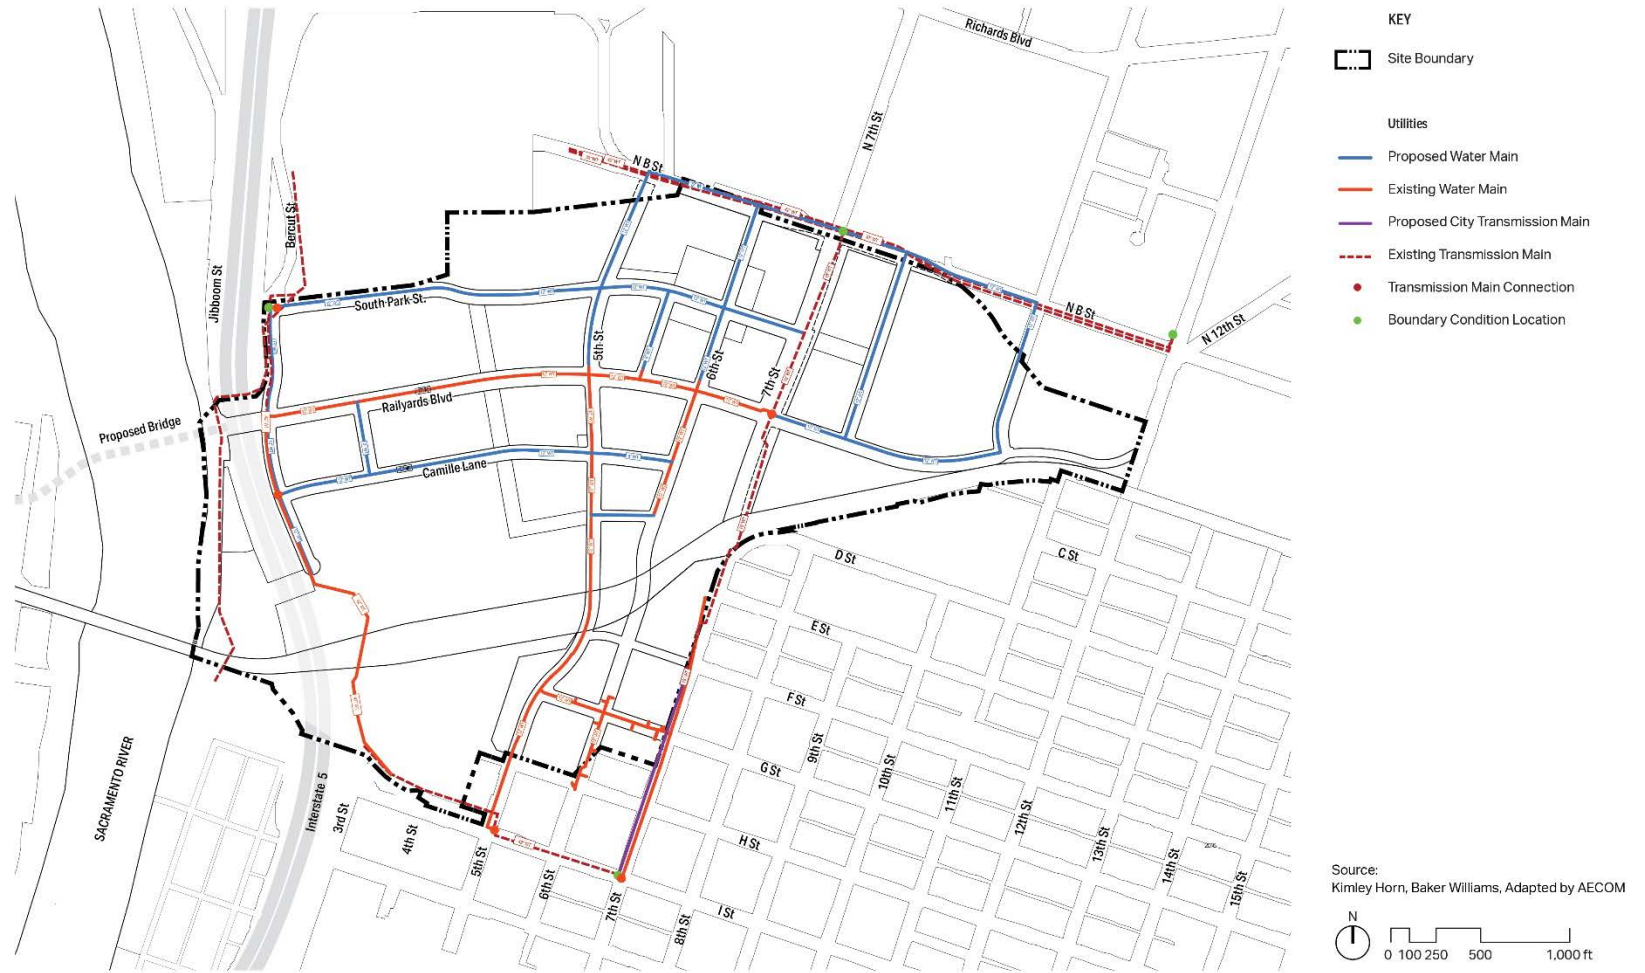 Richards Blvd
N 7th St
N B St
Bercut St
Jibboom St
South Park St.
N B St
N 12th St
5th St
6th St
7th St
Railyards Blvd
Proposed Bridge
Camille Lane
D St
C St
E St
F St
G St
H St
I St
SACRAMENTO RIVER
Interstate 5
3rd St
4th St
5th St
6th St
7th St
8th St
9th St
10th St
11th St
12th St
13th St
14th St
15th St
KEY
Site Boundary
Utilities
Proposed Water Main
Existing Water Main
Proposed City Transmission Main
Existing Transmission Main
Transmission Main Connection
Boundary Condition Location
Source:
Kimley Horn, Baker Williams, Adapted by AECOM
N
0 100 250 500 1,000 ft